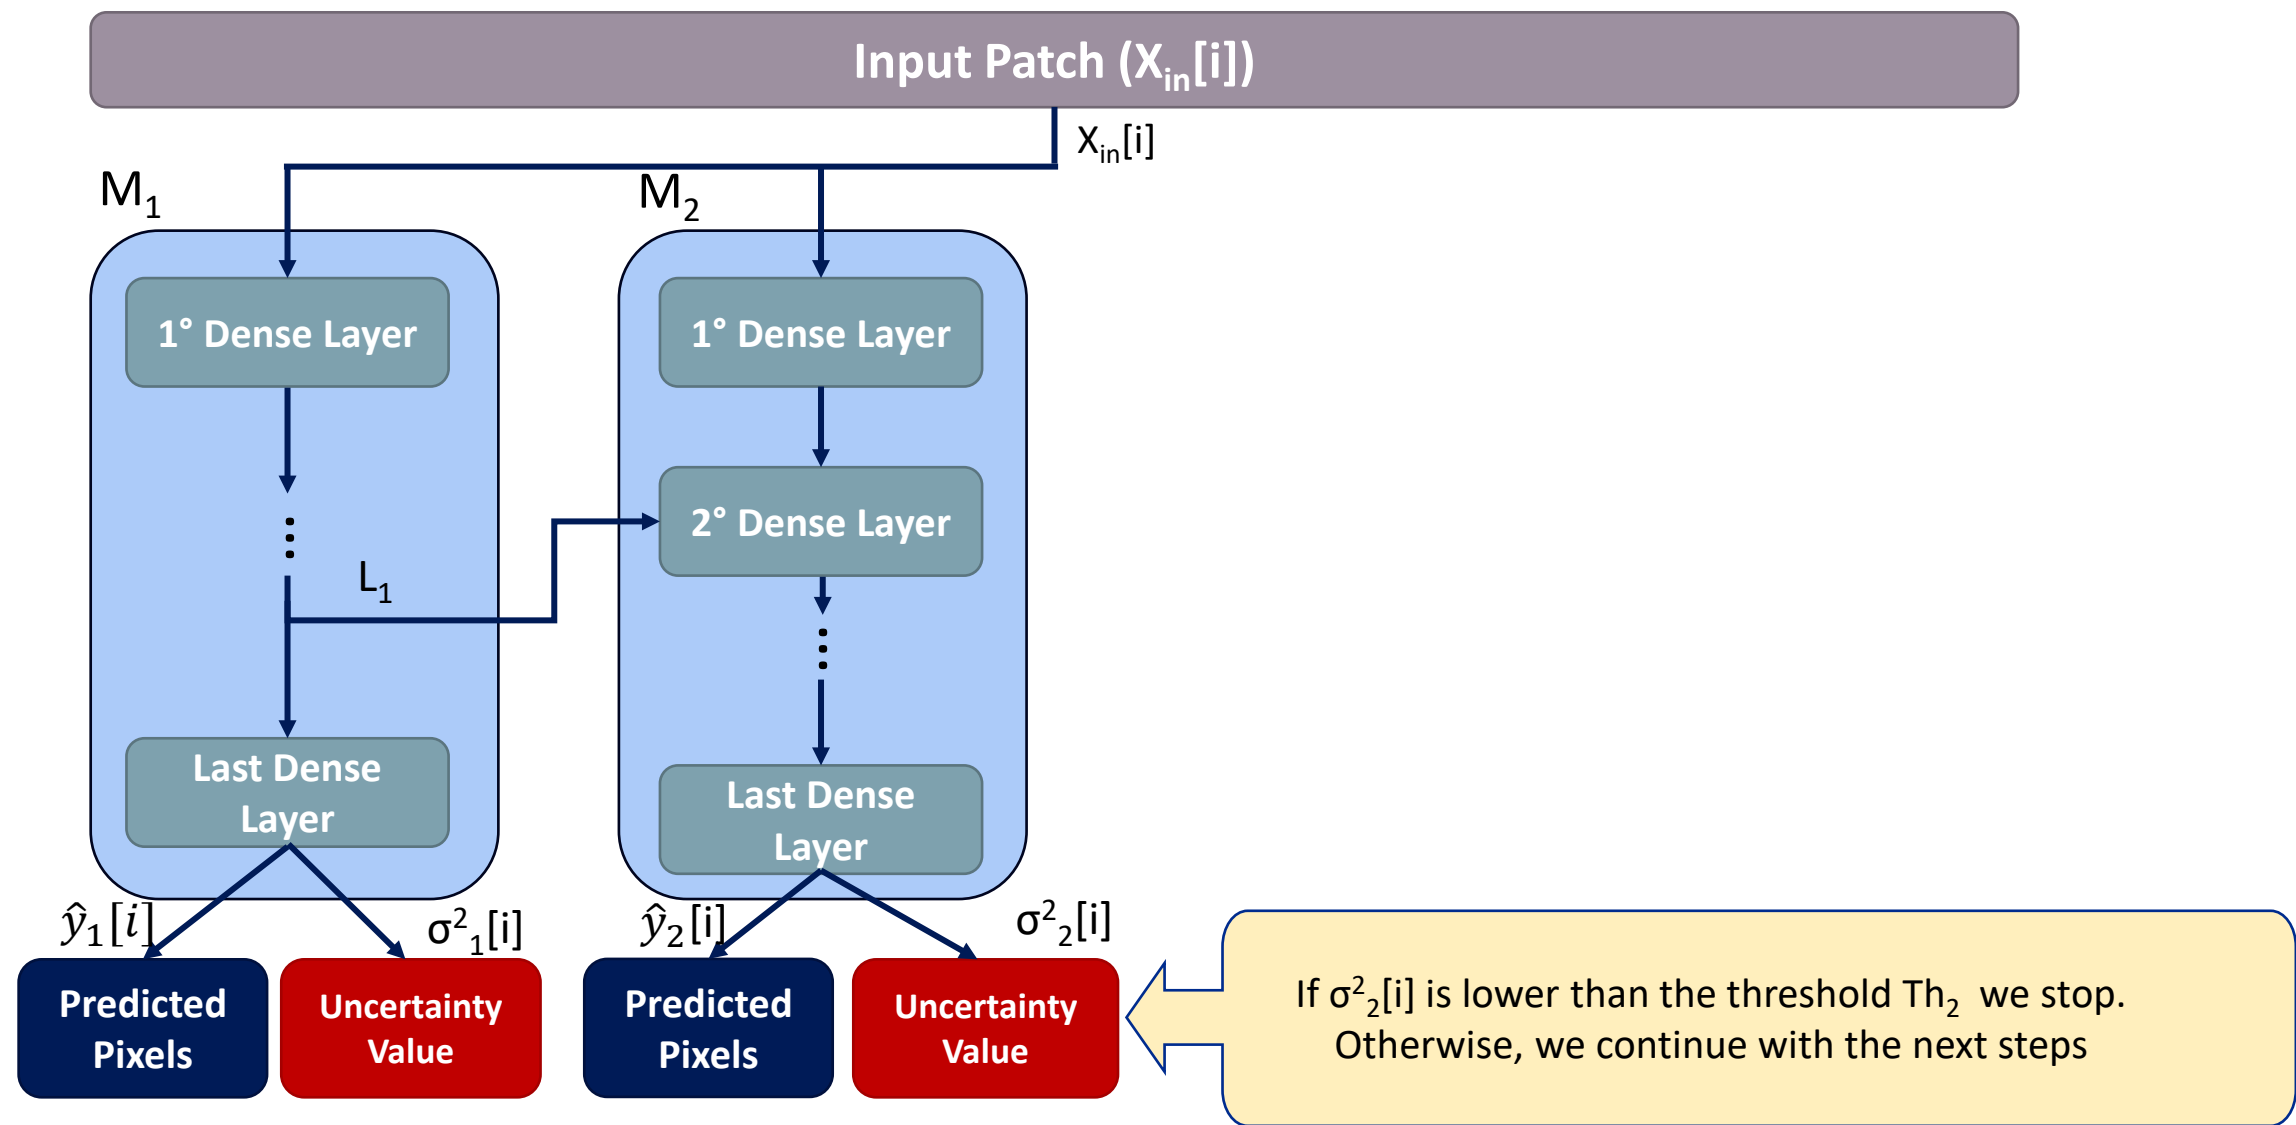 Input Patch (Xin[i])
Xin[i]
M1
M2
1° Dense Layer
1° Dense Layer
2° Dense Layer
L1
Last Dense
Layer
Last Dense
Layer
ŷ1[i]
σ²1[i]
ŷ2[i]
σ²2[i]
Predicted
Pixels
Uncertainty
Value
Predicted
Pixels
Uncertainty
Value
If σ²2[i] is lower than the threshold Th2 we stop.
Otherwise, we continue with the next steps